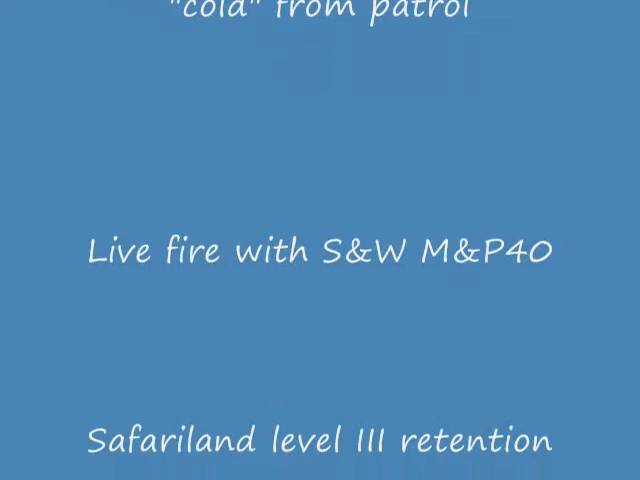 "cold" from patrol
Live fire with S&W M&P40
Safariland level III retention